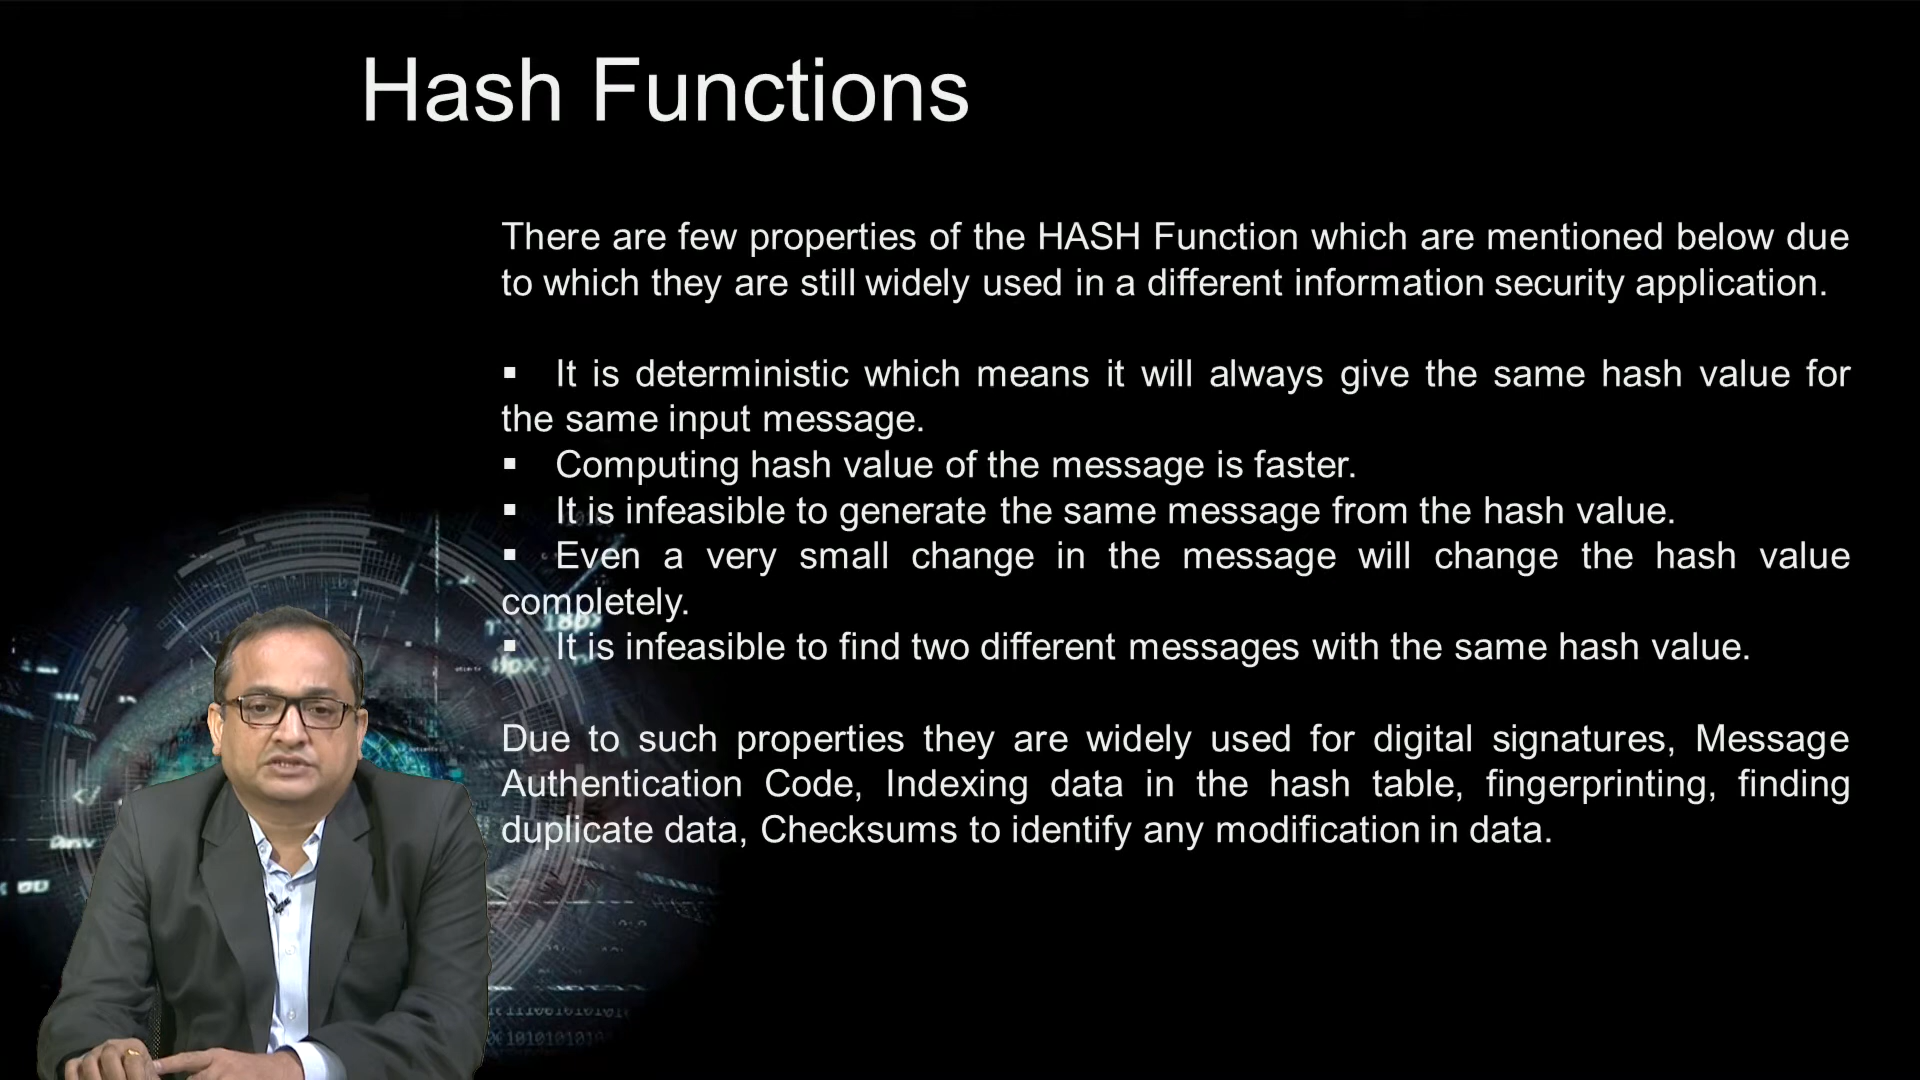 Hash Functions
There are few properties of the HASH Function which are mentioned below due
to which they are still widely used in a different information security application.
▪ It is deterministic which means it will always give the same hash value for
the same input message.
▪ Computing hash value of the message is faster.
▪ It is infeasible to generate the same message from the hash value.
▪ Even a very small change in the message will change the hash value
completely.
▪ It is infeasible to find two different messages with the same hash value.
Due to such properties they are widely used for digital signatures, Message
Authentication Code, Indexing data in the hash table, fingerprinting, finding
duplicate data, Checksums to identify any modification in data.